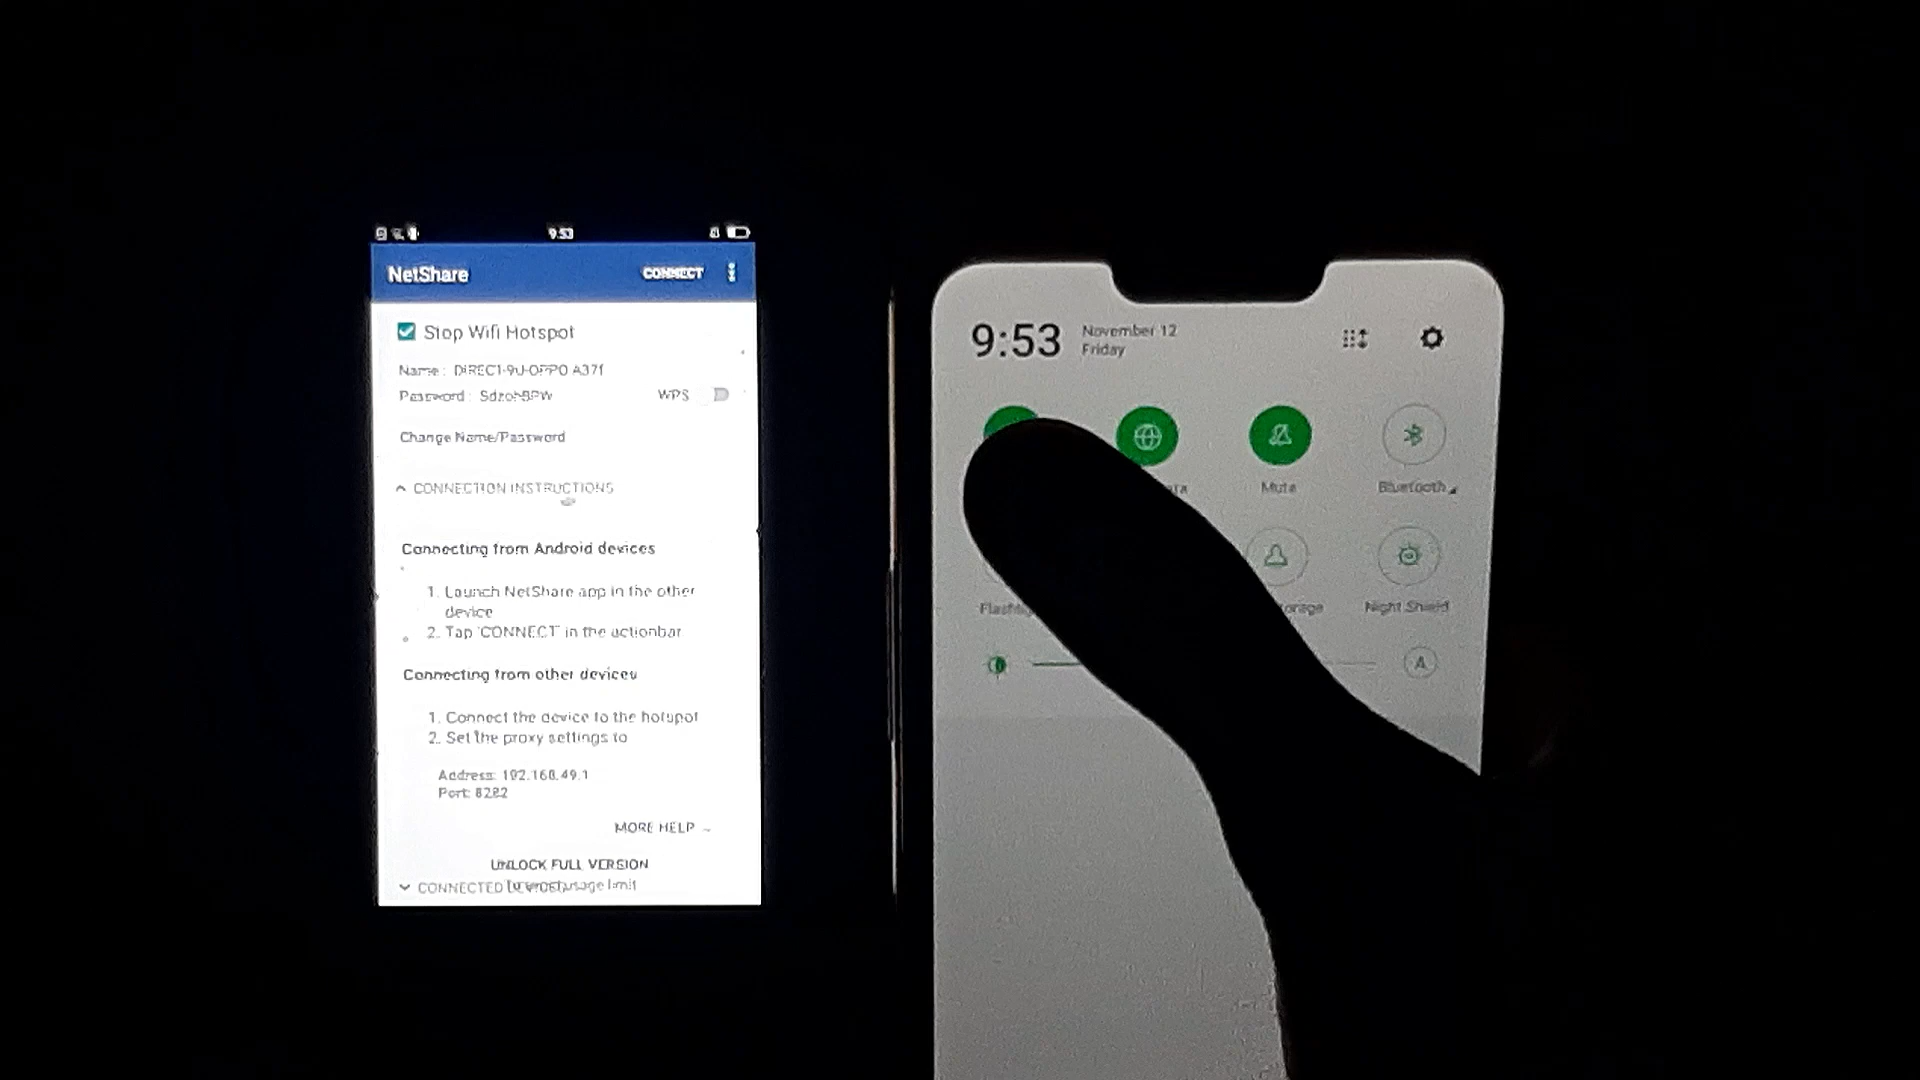 9:53
NetShare
CONNECT
Stop Wifi Hotspot
Name : DIRECT-9U-OPPO A37f
Password :
WPS
Change Name/Password
CONNECTION INSTRUCTIONS
Connecting from Android devices
1. Launch NetShare app in the other
device
2. Tap 'CONNECT' in the actionbar
Connecting from other devices
1. Connect the device to the hotspot
2. Set the proxy settings to
Address: 192.168.49.1
Port: 8282
MORE HELP
UNLOCK FULL VERSION
CONNECTED limit
9:53
November 12
Friday
Mute
Bluetooth
Night Shield
A